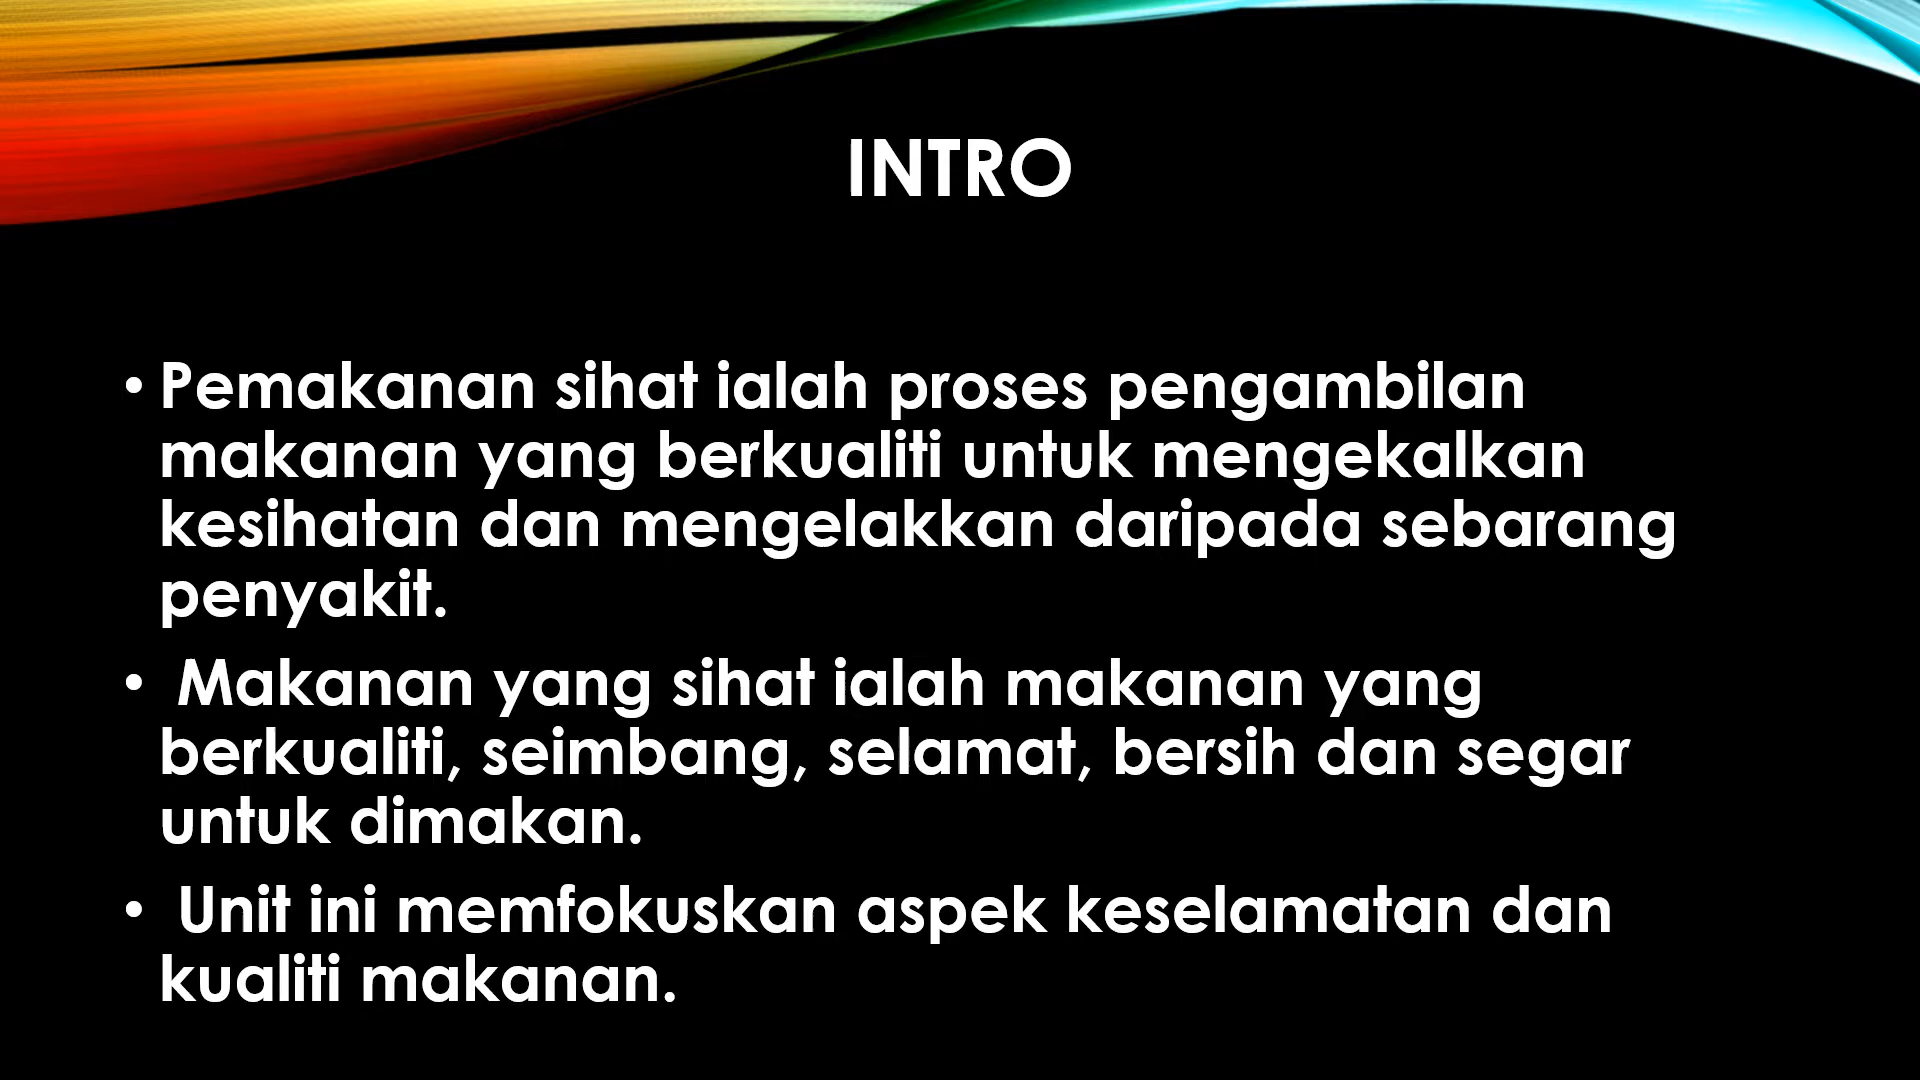 INTRO
• Pemakanan sihat ialah proses pengambilan
makanan yang berkualiti untuk mengekalkan
kesihatan dan mengelakkan daripada sebarang
penyakit.
• Makanan yang sihat ialah makanan yang
berkualiti, seimbang, selamat, bersih dan segar
untuk dimakan.
• Unit ini memfokuskan aspek keselamatan dan
kualiti makanan.